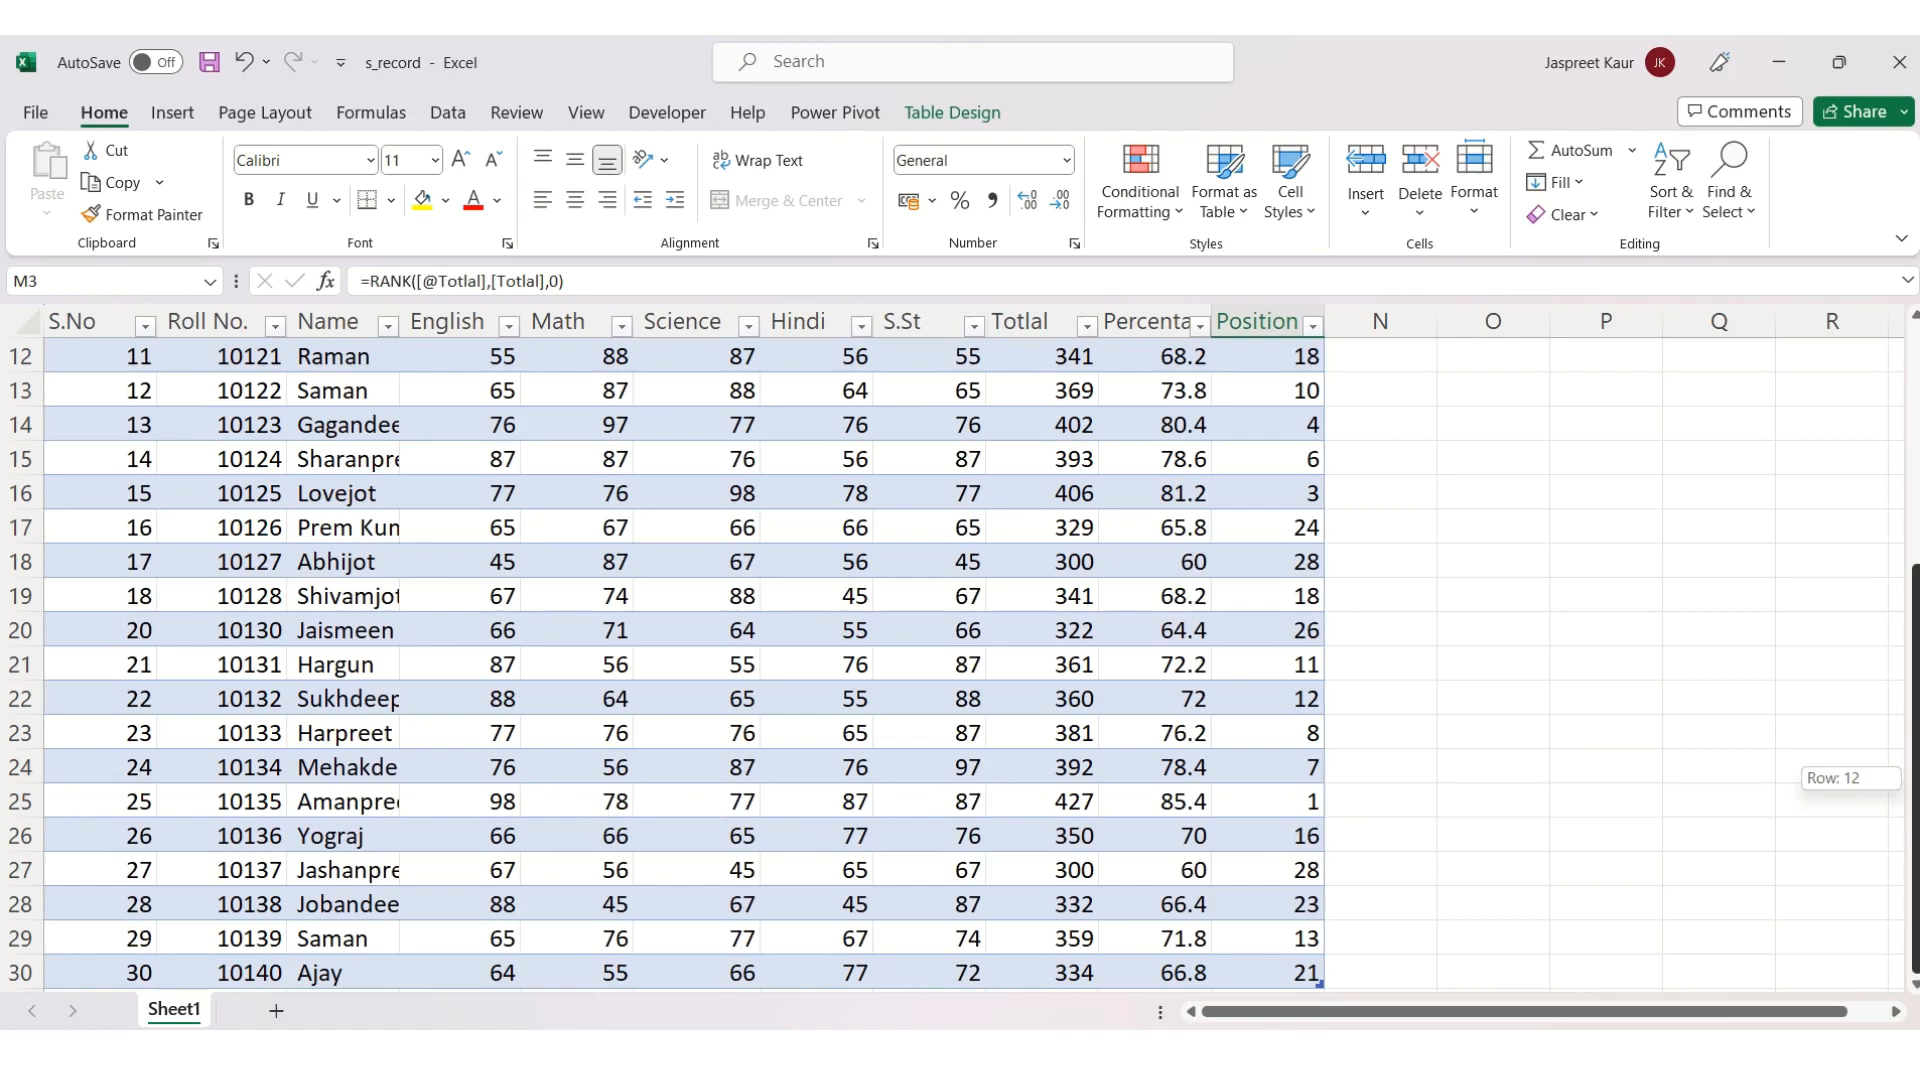 AutoSave Off s_record - Excel Search Jaspreet Kaur JK
File Home Insert Page Layout Formulas Data Review View Developer Help Power Pivot Table Design Comments Share
Paste
Cut
Copy
Format Painter
Clipboard
Calibri 11
B I U A
Font
Wrap Text
Merge & Center
Alignment
General
% , .00
Number
Conditional Formatting
Format as Table
Cell Styles
Styles
Insert Delete Format
Cells
AutoSum
Fill
Clear
Sort & Filter
Find & Select
Editing
M3 fx =RANK([@Totlal],[Totlal],0)
S.No Roll No. Name English Math Science Hindi S.St Totlal Percenta Position N O P Q R
12 11 10121 Raman 55 88 87 56 55 341 68.2 18
13 12 10122 Saman 65 87 88 64 65 369 73.8 10
14 13 10123 Gagandee 76 97 77 76 76 402 80.4 4
15 14 10124 Sharanpre 87 87 76 56 87 393 78.6 6
16 15 10125 Lovejot 77 76 98 78 77 406 81.2 3
17 16 10126 Prem Kun 65 67 66 66 65 329 65.8 24
18 17 10127 Abhijot 45 87 67 56 45 300 60 28
19 18 10128 Shivamjot 67 74 88 45 67 341 68.2 18
20 20 10130 Jaismeen 66 71 64 55 66 322 64.4 26
21 21 10131 Hargun 87 56 55 76 87 361 72.2 11
22 22 10132 Sukhdeep 88 64 65 55 88 360 72 12
23 23 10133 Harpreet 77 76 76 65 87 381 76.2 8
24 24 10134 Mehakde 76 56 87 76 97 392 78.4 7
25 25 10135 Amanpree 98 78 77 87 87 427 85.4 1
26 26 10136 Yograj 66 66 65 77 76 350 70 16
27 27 10137 Jashanpre 67 56 45 65 67 300 60 28
28 28 10138 Jobandee 88 45 67 45 87 332 66.4 23
29 29 10139 Saman 65 76 77 67 74 359 71.8 13
30 30 10140 Ajay 64 55 66 77 72 334 66.8 21
Row: 12
Sheet1